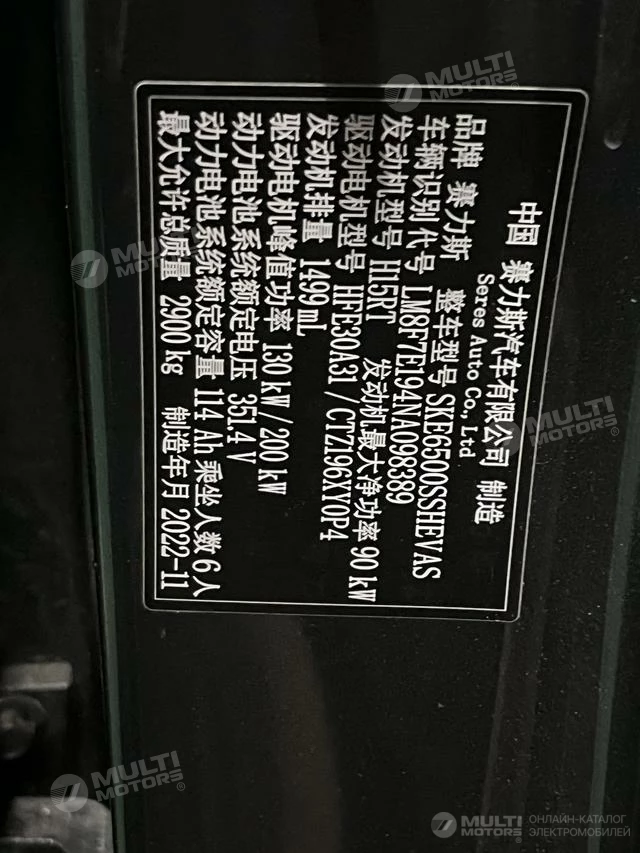 中国 赛力斯汽车有限公司 制造
Seres Auto Co., Ltd
品牌 赛力斯 整车型号 SKE6500SSHEVAS
车辆识别代号 LM8F7E194NA098389
发动机型号 H15RT 发动机最大净功率 90 kW
驱动电机型号 HFE30A31 / CTZ196XY0P4
发动机排量 1499 mL
驱动电机峰值功率 130 kW / 200 kW
动力电池系统额定电压 351.4 V
动力电池系统额定容量 114 Ah 乘坐人数 6 人
最大允许总质量 2900 kg 制造年月 2022-11
MULTI
MOTORS®
MULTI
MOTORS®
MULTI
MOTORS®
MULTI
MOTORS®
MULTI
MOTORS®
ОНЛАЙН-КАТАЛОГ
ЭЛЕКТРОМОБИЛЕЙ